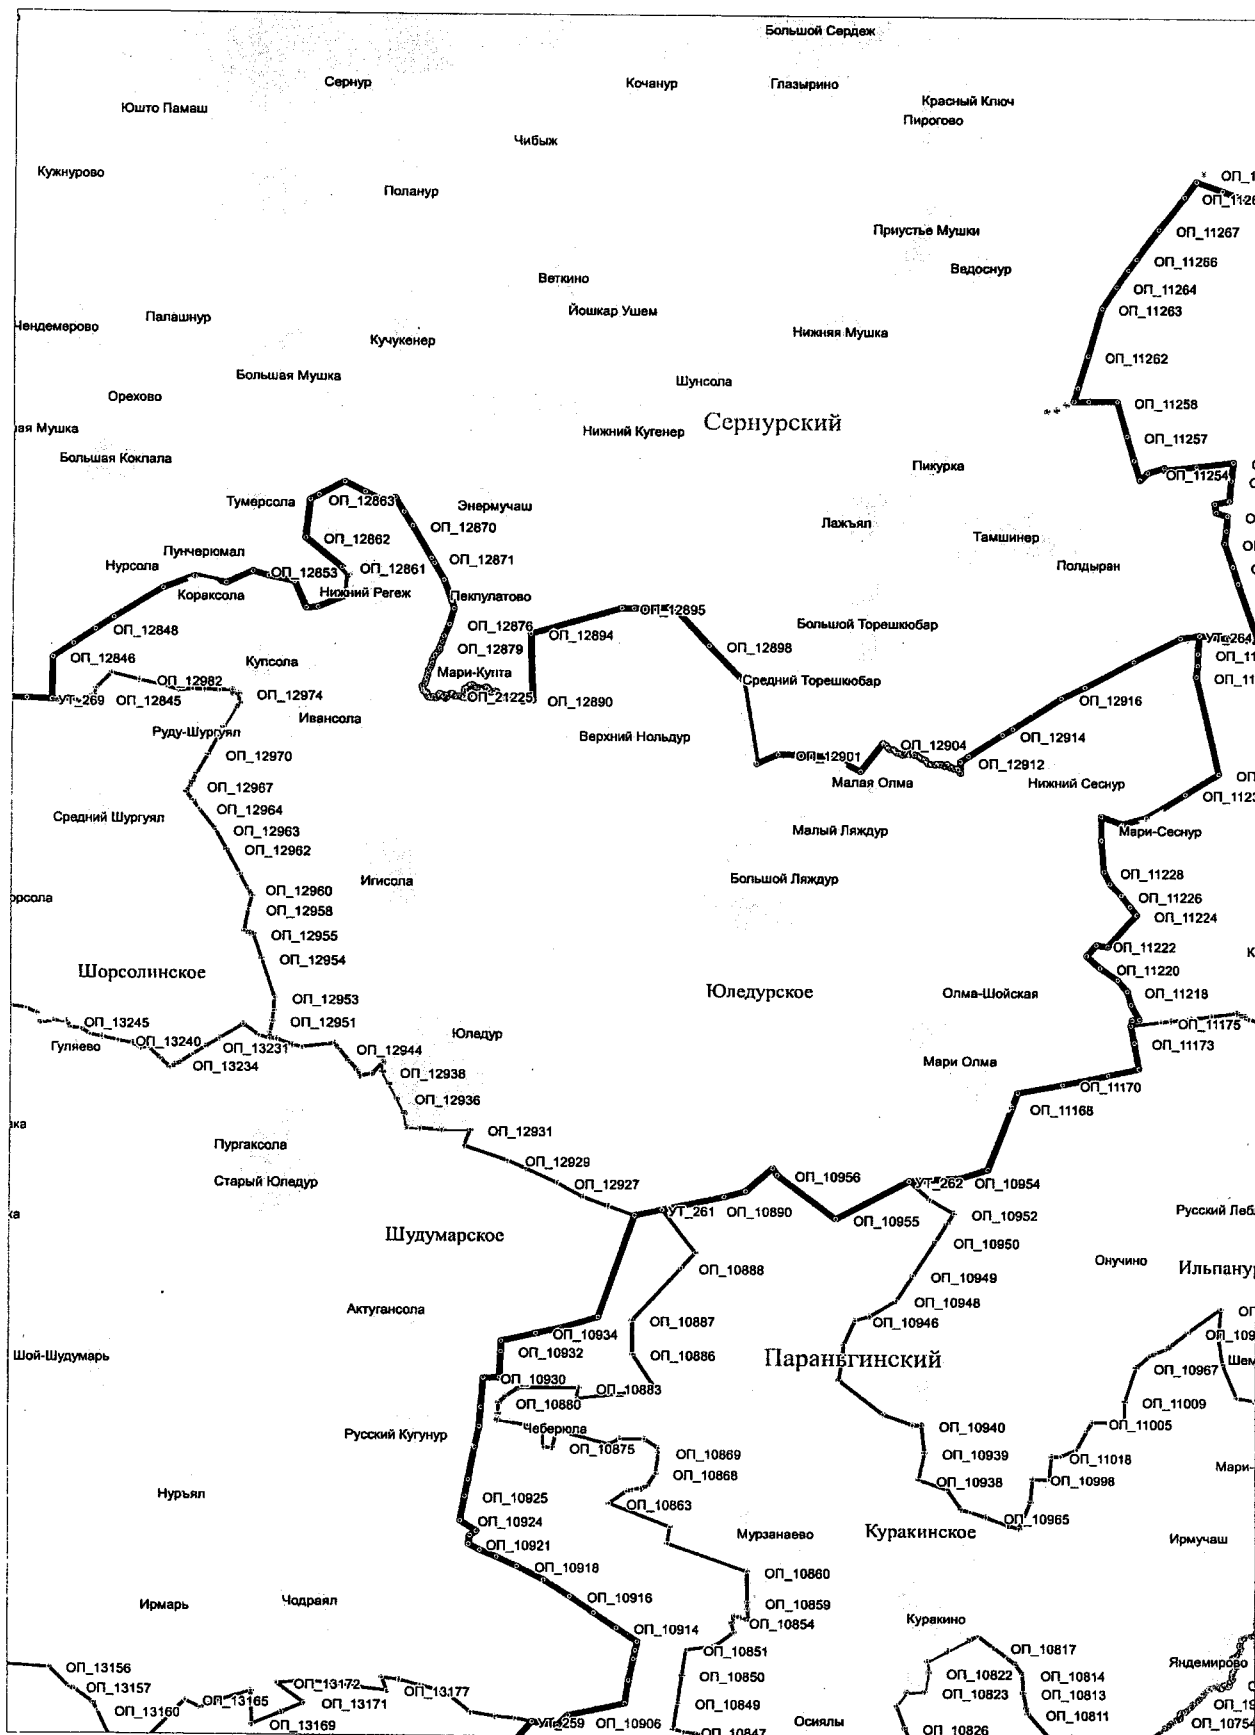 Большой Сердеж
Сернур
Кочанур
Глазырино
Юшто Памаш
Красный Ключ
Пирогово
Чибыж
Кужнурово
Поланур
ОП_11267
Приустье Мушки
ОП_11266
Вадоснур
Веткино
ОП_11264
Йошкар Ушем
ОП_11263
Палашнур
Чендемерово
Нижняя Мушка
Кучукенер
ОП_11262
Большая Мушка
Шунсола
Орехово
ОП_11258
Сернурский
Нижний Кугенер
ОП_11257
Большая Коклала
Пикурка
ОП_11254
Тумерсола
ОП_12863
Энермучаш
ОП_12870
Лажъял
ОП_12862
Тамшинер
Пунчерюмал
ОП_12871
Нурсола
ОП_12853
ОП_12861
Полдыран
Кораксола
Нижний Регеж
Пекпулатово
ОП_12895
ОП_12848
ОП_12876
ОП_12894
Большой Торешкюбар
УТ_264
ОП_12879
ОП_12898
ОП_12846
Купсола
Мари-Купта
Средний Торешкюбар
ОП_12982
ОП_12974
УТ_269
ОП_12845
ОП_21225
ОП_12890
ОП_12916
Ивансола
Руду-Шургуял
Верхний Нольдур
ОП_12914
ОП_12970
ОП_12901
ОП_12904
ОП_12912
ОП_12967
Малая Олма
Нижний Сеснур
ОП_12964
Средний Шургуял
ОП_12963
Малый Ляждур
Мари-Сеснур
ОП_12962
Игисола
Большой Ляждур
ОП_11228
ОП_12960
ОП_11226
ОП_12958
ОП_11224
ОП_12955
ОП_11222
ОП_12954
Шорсолинское
ОП_11220
Юледурское
Олма-Шойская
ОП_11218
ОП_12953
ОП_13245
ОП_12951
ОП_11175
Юледур
Гуляево
ОП_13240
ОП_13231
ОП_12944
ОП_11173
ОП_13234
ОП_12938
Мари Олма
ОП_11170
ОП_12936
ОП_11168
ОП_12931
Пургаксола
ОП_12929
Старый Юледур
ОП_12927
ОП_10956
УТ_262
ОП_10954
УТ_261
ОП_10890
ОП_10955
ОП_10952
Шудумарское
ОП_10950
Онучино
ОП_10888
ОП_10949
Актугансола
ОП_10948
ОП_10887
ОП_10946
ОП_10934
ОП_10932
ОП_10886
Параньгинский
Шой-Шудумарь
ОП_10967
ОП_10930
ОП_10883
ОП_10880
ОП_11009
Чеберюла
ОП_10940
ОП_11005
Русский Кугунур
ОП_10875
ОП_10869
ОП_10939
ОП_11018
ОП_10868
ОП_10938
ОП_10998
Нуръял
ОП_10925
ОП_10863
ОП_10924
ОП_10965
ОП_10921
Мурзанаево
Куракинское
Ирмучаш
ОП_10918
ОП_10860
ОП_10916
ОП_10859
Ирмарь
Чодраял
ОП_10854
Куракино
ОП_10914
ОП_10851
ОП_10817
ОП_13156
ОП_10850
ОП_10822
ОП_10814
Яндемирово
ОП_13157
ОП_13172
ОП_13177
ОП_10823
ОП_10813
ОП_13160
ОП_13165
ОП_13171
ОП_10849
ОП_10811
ОП_13169
УТ_259
ОП_10906
Осиялы
ОП_10847
ОП_10826